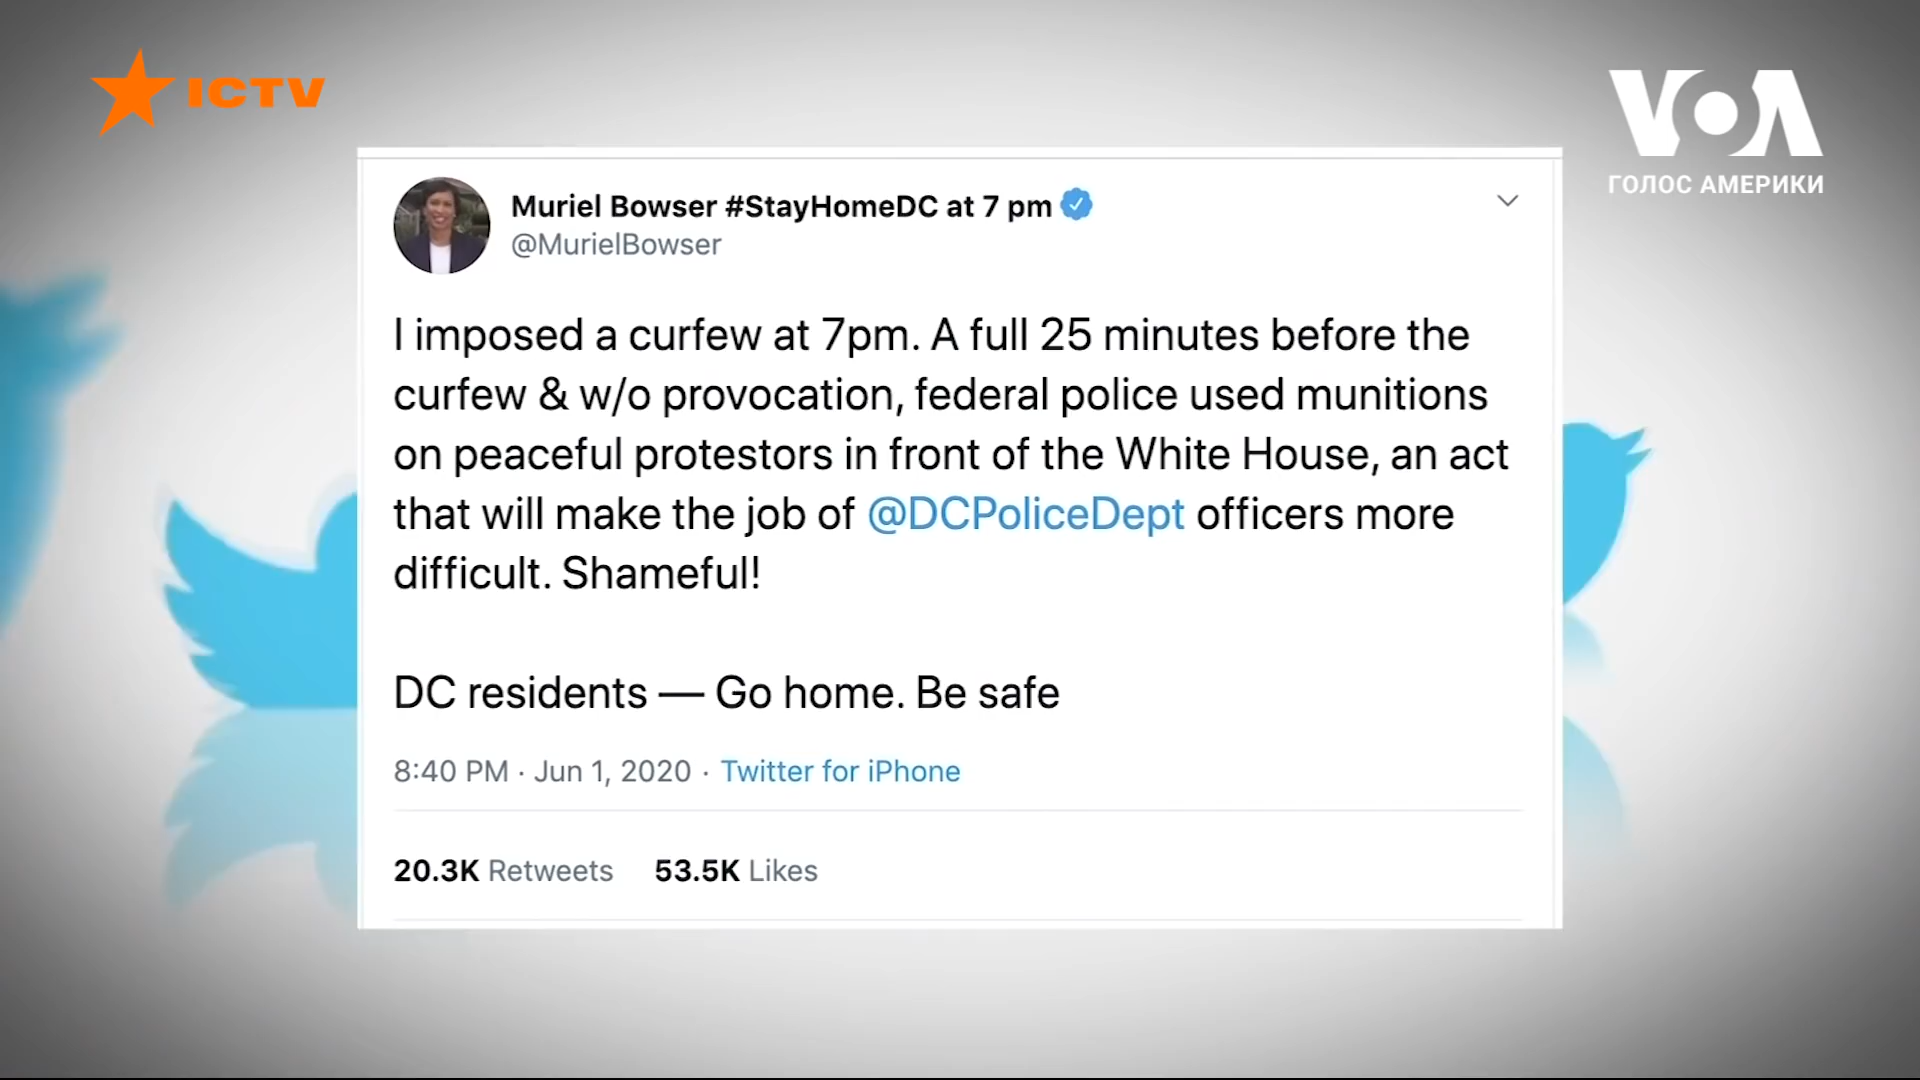 ICTV
VOA
ГОЛОС АМЕРИКИ
Muriel Bowser #StayHomeDC at 7 pm
@MurielBowser
I imposed a curfew at 7pm. A full 25 minutes before the
curfew & w/o provocation, federal police used munitions
on peaceful protestors in front of the White House, an act
that will make the job of @DCPoliceDept officers more
difficult. Shameful!
DC residents — Go home. Be safe
8:40 PM · Jun 1, 2020 · Twitter for iPhone
20.3K Retweets 53.5K Likes